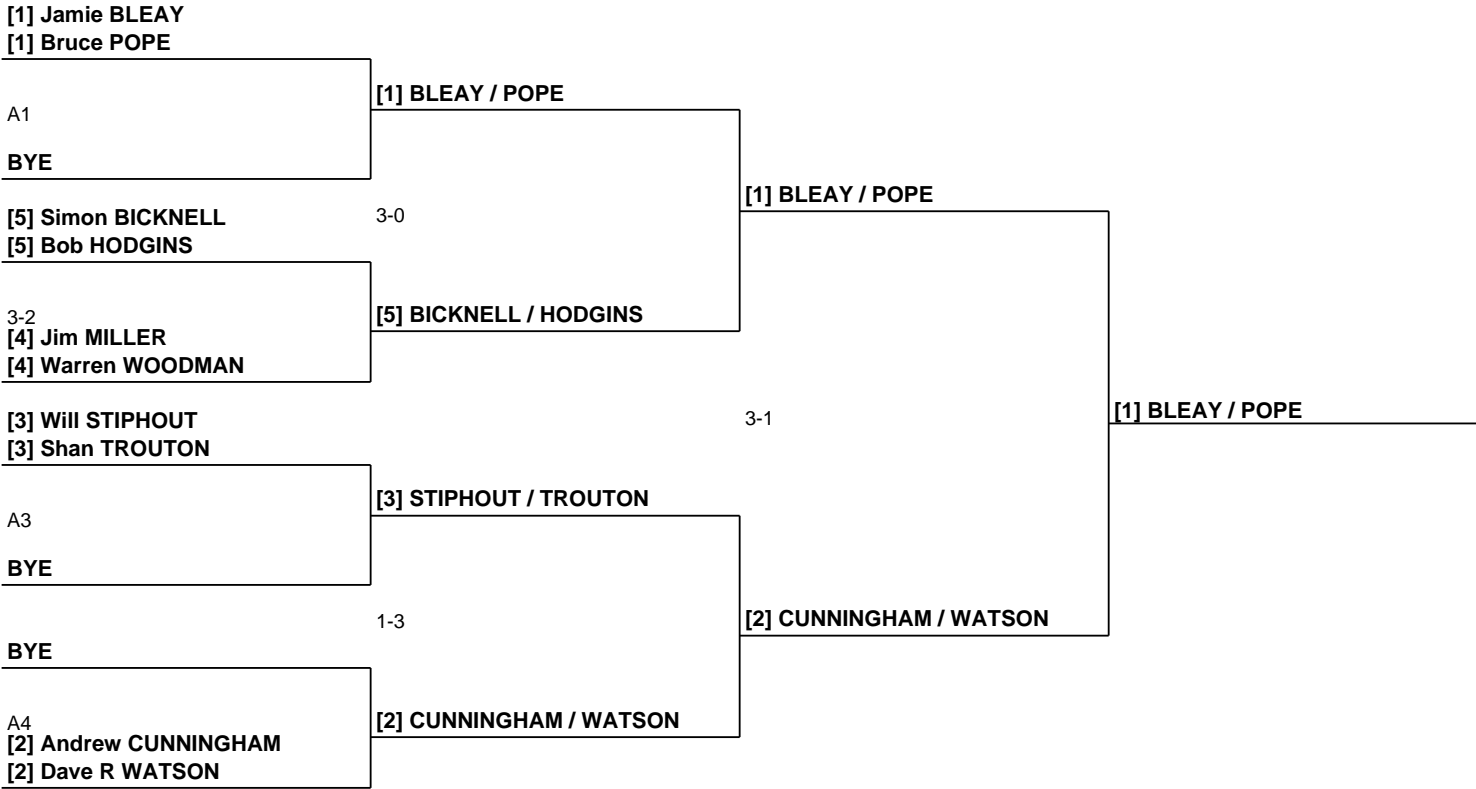 [1] Jamie BLEAY
[1] Bruce POPE
[1] BLEAY / POPE
A1
BYE
[1] BLEAY / POPE
[5] Simon BICKNELL
3-0
[5] Bob HODGINS
3-2
[5] BICKNELL / HODGINS
[4] Jim MILLER
[4] Warren WOODMAN
[3] Will STIPHOUT
3-1
[1] BLEAY / POPE
[3] Shan TROUTON
[3] STIPHOUT / TROUTON
A3
BYE
1-3
[2] CUNNINGHAM / WATSON
BYE
A4
[2] CUNNINGHAM / WATSON
[2] Andrew CUNNINGHAM
[2] Dave R WATSON